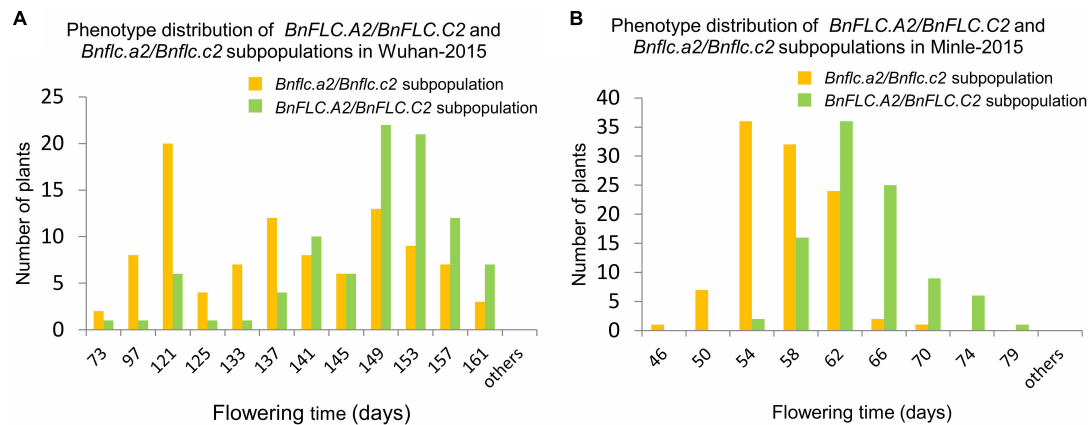 A
Phenotype distribution of BnFLC.A2/BnFLC.C2 and
Bnflc.a2/Bnflc.c2 subpopulations in Wuhan-2015
Bnflc.a2/Bnflc.c2 subpopulation
BnFLC.A2/BnFLC.C2 subpopulation
Number of plants
25
20
15
10
5
0
73 97 121 125 133 137 141 145 149 153 157 161 others
Flowering time (days)
B
Phenotype distribution of BnFLC.A2/BnFLC.C2 and
Bnflc.a2/Bnflc.c2 subpopulations in Minle-2015
Bnflc.a2/Bnflc.c2 subpopulation
BnFLC.A2/BnFLC.C2 subpopulation
Number of plants
40
35
30
25
20
15
10
5
0
46 50 54 58 62 66 70 74 79 others
Flowering time (days)